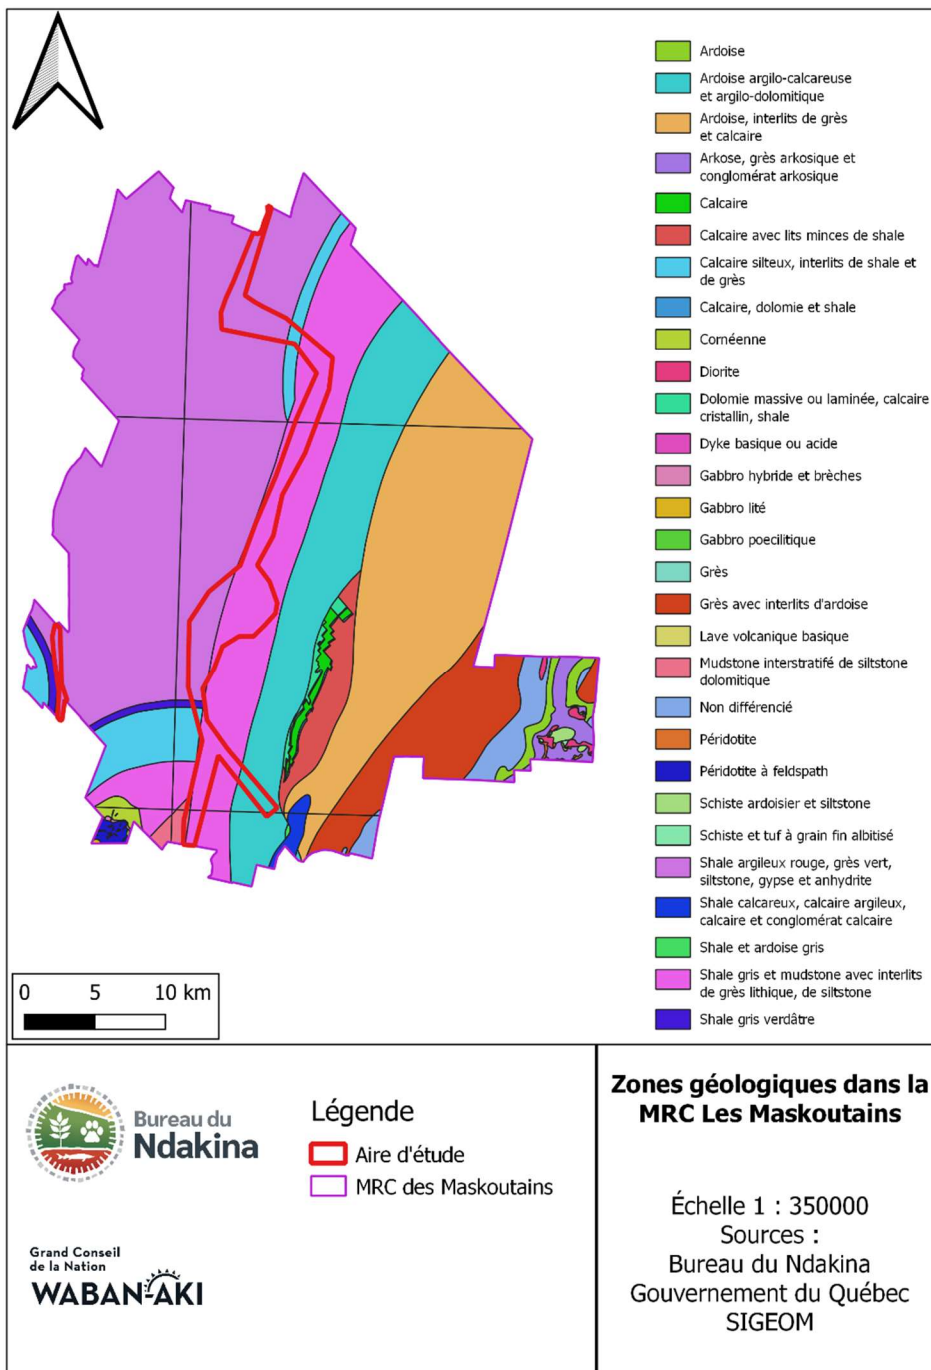 Ardoise
Ardoise argilo-calcareuse
et argilo-dolomitique
Ardoise, interlits de grès
et calcaire
Arkose, grès arkosique et
conglomérat arkosique
Calcaire
Calcaire avec lits minces de shale
Calcaire silteux, interlits de shale et
de grès
Calcaire, dolomie et shale
Cornéenne
Diorite
Dolomie massive ou laminée, calcaire
cristallin, shale
Dyke basique ou acide
Gabbro hybride et brèches
Gabbro lité
Gabbro poecilitique
Grès
Grès avec interlits d'ardoise
Lave volcanique basique
Mudstone interstratifé de siltstone
dolomitique
Non différencié
Péridotite
Péridotite à feldspath
Schiste ardoisier et siltstone
Schiste et tuf à grain fin albitisé
Shale argileux rouge, grès vert,
siltstone, gypse et anhydrite
Shale calcareux, calcaire argileux,
calcaire et conglomérat calcaire
Shale et ardoise gris
Shale gris et mudstone avec interlits
de grès lithique, de siltstone
Shale gris verdâtre
0 5 10 km
Bureau du
Ndakina
Grand Conseil
de la Nation
WABAN-AKI
Légende
Aire d'étude
MRC des Maskoutains
Zones géologiques dans la
MRC Les Maskoutains
Échelle 1 : 350000
Sources :
Bureau du Ndakina
Gouvernement du Québec
SIGEOM